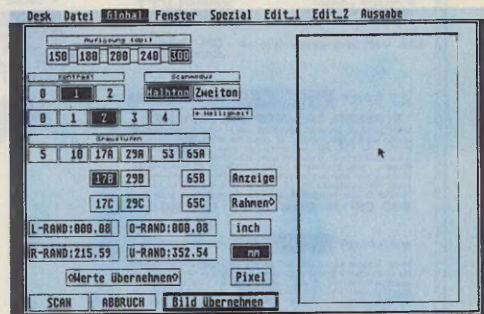 Desk Datei Global Fenster Spezial Edit_1 Edit_2 Ausgabe
Auflösung (dpi)
150 180 200 240 300
Kontrast Scanmodus
0 1 2 Halbton Zweiton
0 1 2 3 4 ← Helligkeit
Graustufen
5 10 17A 29A 53 65A
17B 29B 65B Anzeige
17C 29C 65C Rahmen◊
L-RAND:000.00 O-RAND:000.00 inch
R-RAND:215.59 U-RAND:352.54 mm
◊Werte übernehmen◊ Pixel
SCAN ABBRUCH Bild übernehmen